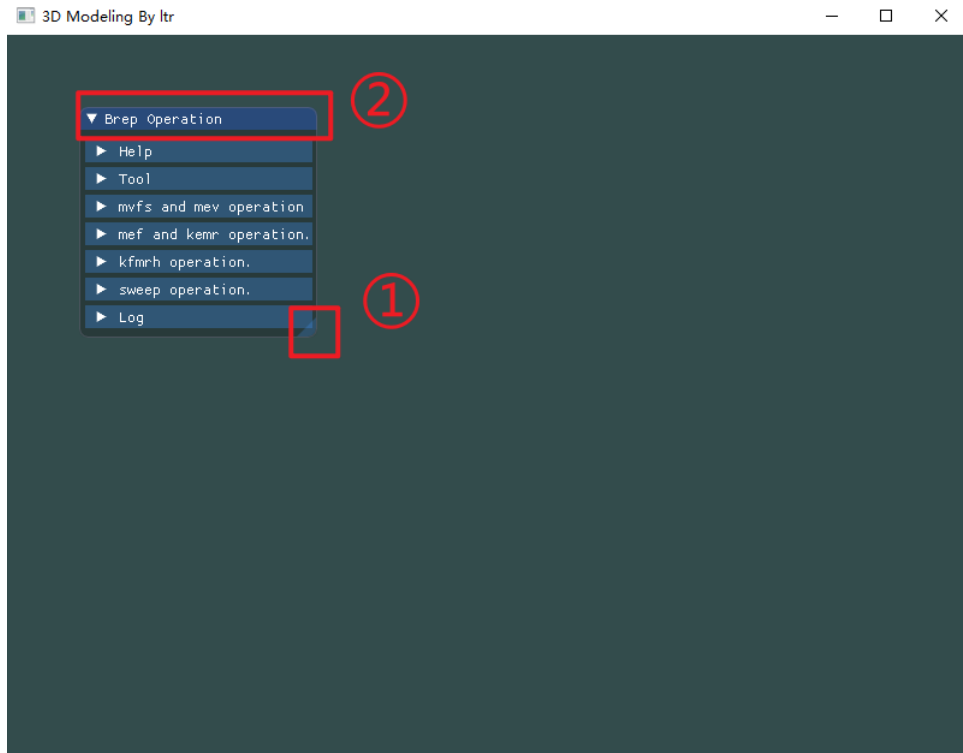 3D Modeling By ltr
②
Brep Operation
Help
Tool
mvfs and mev operation
mef and kemr operation.
kfmrh operation.
sweep operation.
①
Log